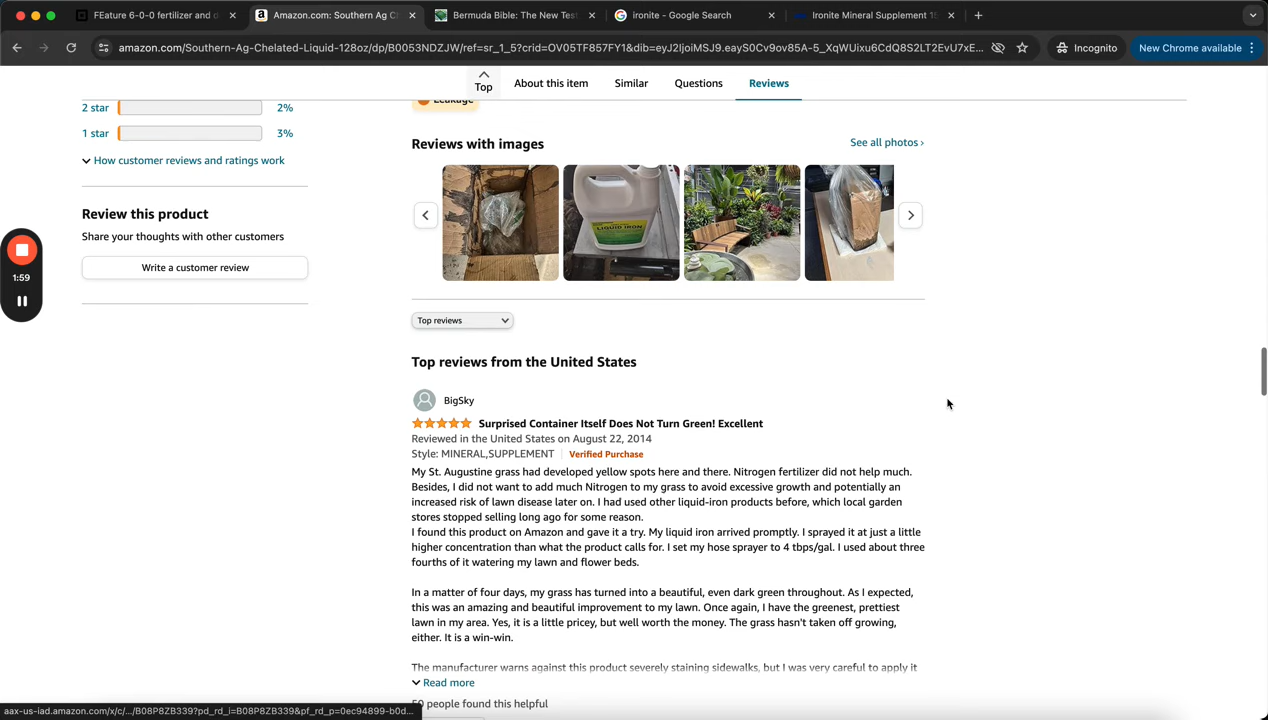 FEature 6-0-0 fertilizer and
Amazon.com: Southern Ag C
Bermuda Bible: The New Test
ironite - Google Search
Ironite Mineral Supplement
amazon.com/Southern-Ag-Chelated-Liquid-128oz/dp/B0053NDZJW/ref=sr_1_5?crid=OV05TF857FY1&dib=eyJ2IjoiMSJ9.eayS0Cv9ov85A-5_XqWUixu6CdQ8S2LT2EvU7xE...
Incognito
New Chrome available
Top
About this item
Similar
Questions
Reviews
2 star
2%
1 star
3%
How customer reviews and ratings work
Review this product
Share your thoughts with other customers
Write a customer review
1:59
Leakage
Reviews with images
See all photos ›
LIQUID IRON
Top reviews
Top reviews from the United States
BigSky
Surprised Container Itself Does Not Turn Green! Excellent
Reviewed in the United States on August 22, 2014
Style: MINERAL,SUPPLEMENT
Verified Purchase
My St. Augustine grass had developed yellow spots here and there. Nitrogen fertilizer did not help much.
Besides, I did not want to add much Nitrogen to my grass to avoid excessive growth and potentially an
increased risk of lawn disease later on. I had used other liquid-iron products before, which local garden
stores stopped selling long ago for some reason.
I found this product on Amazon and gave it a try. My liquid iron arrived promptly. I sprayed it at just a little
higher concentration than what the product calls for. I set my hose sprayer to 4 tbps/gal. I used about three
fourths of it watering my lawn and flower beds.
In a matter of four days, my grass has turned into a beautiful, even dark green throughout. As I expected,
this was an amazing and beautiful improvement to my lawn. Once again, I have the greenest, prettiest
lawn in my area. Yes, it is a little pricey, but well worth the money. The grass hasn't taken off growing,
either. It is a win-win.
The manufacturer warns against this product severely staining sidewalks, but I was very careful to apply it
Read more
50 people found this helpful
aax-us-iad.amazon.com/x/c/.../B08P8ZB339?pd_rd_i=B08P8ZB339&pf_rd_p=0ec94899-b0d...